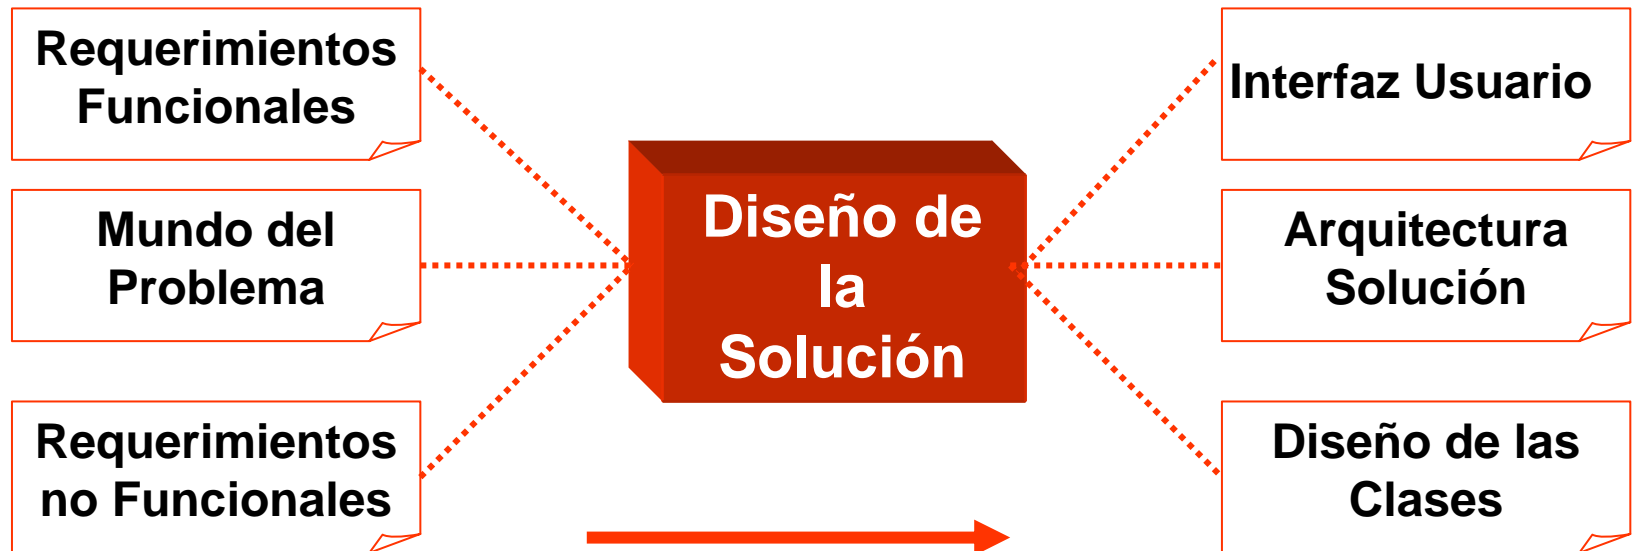 Requerimientos
Funcionales
Mundo del
Problema
Requerimientos
no Funcionales
Diseño de
la
Solución
Interfaz Usuario
Arquitectura
Solución
Diseño de las
Clases